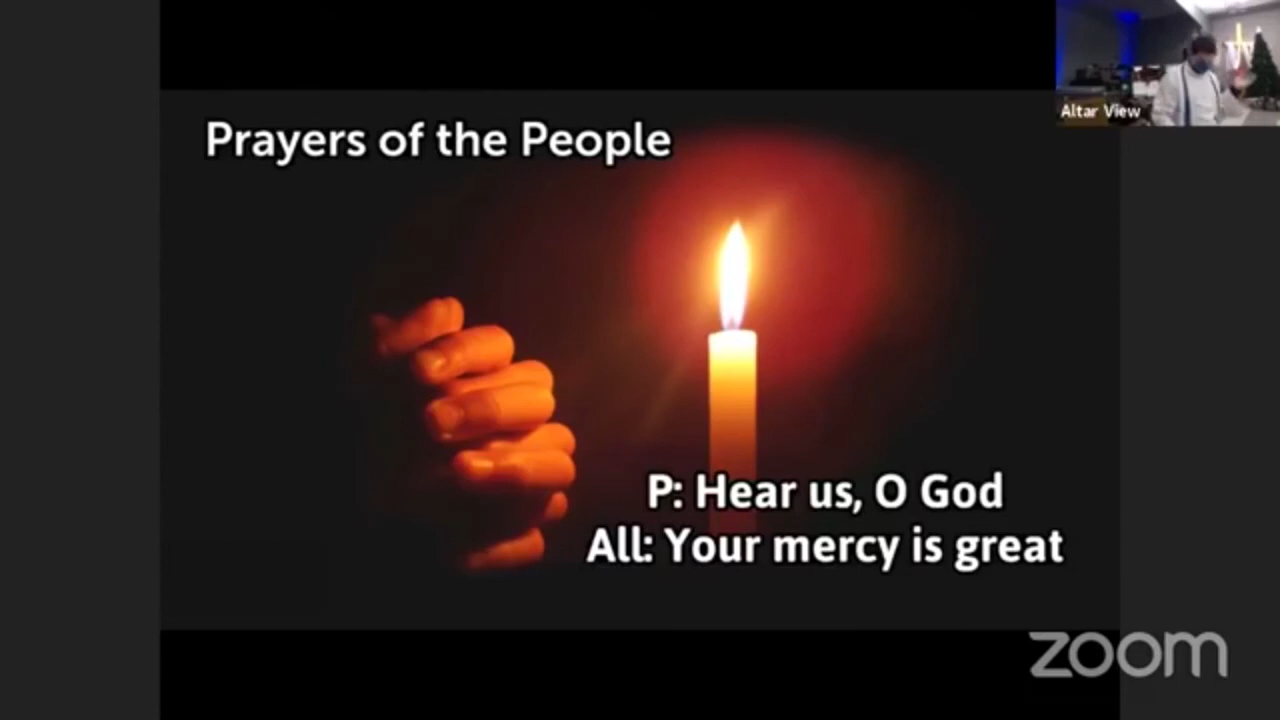 Altar View
Prayers of the People
P: Hear us, O God
All: Your mercy is great
zoom